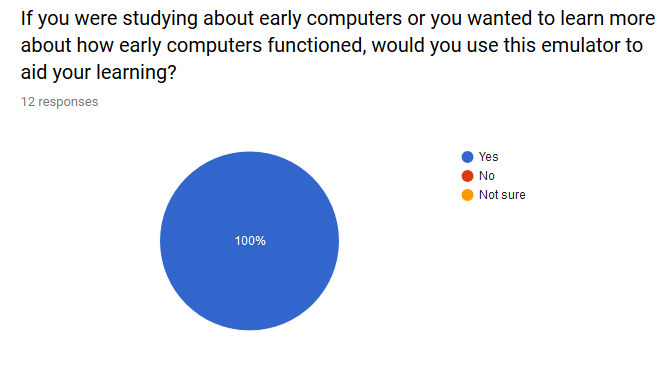 If you were studying about early computers or you wanted to learn more
about how early computers functioned, would you use this emulator to
aid your learning?
12 responses
Yes
No
Not sure
100%